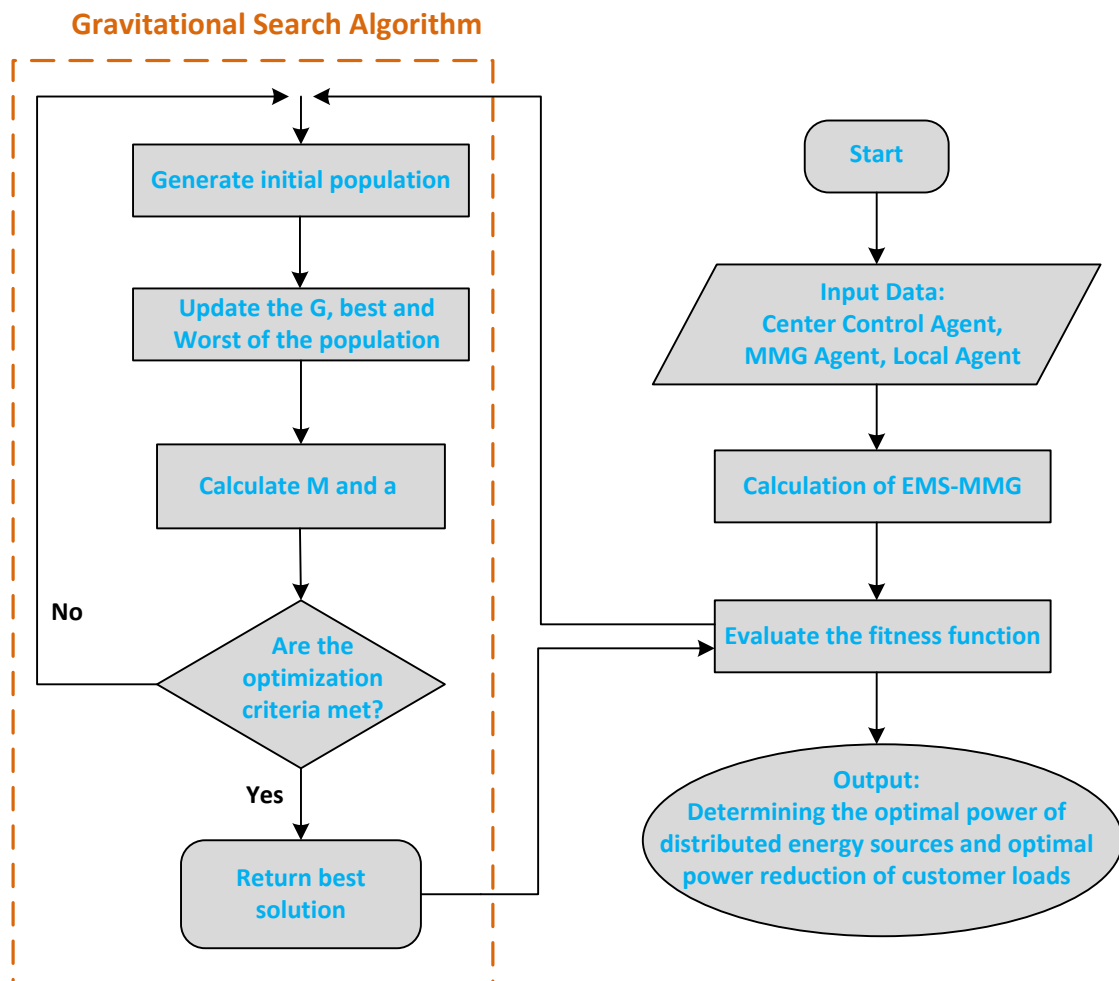 Gravitational Search Algorithm
Generate initial population
Update the G, best and
Worst of the population
Calculate M and a
No
Are the
optimization
criteria met?
Yes
Return best
solution
Start
Input Data:
Center Control Agent,
MMG Agent, Local Agent
Calculation of EMS-MMG
Evaluate the fitness function
Output:
Determining the optimal power of
distributed energy sources and optimal
power reduction of customer loads